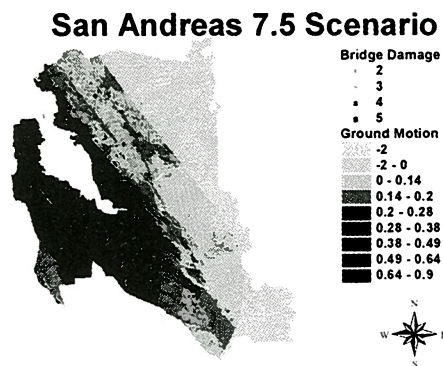 San Andreas 7.5 Scenario
Bridge Damage
2
3
4
5
Ground Motion
-2
-2 - 0
0 - 0.14
0.14 - 0.2
0.2 - 0.28
0.28 - 0.38
0.38 - 0.49
0.49 - 0.64
0.64 - 0.9
N
W
E
S